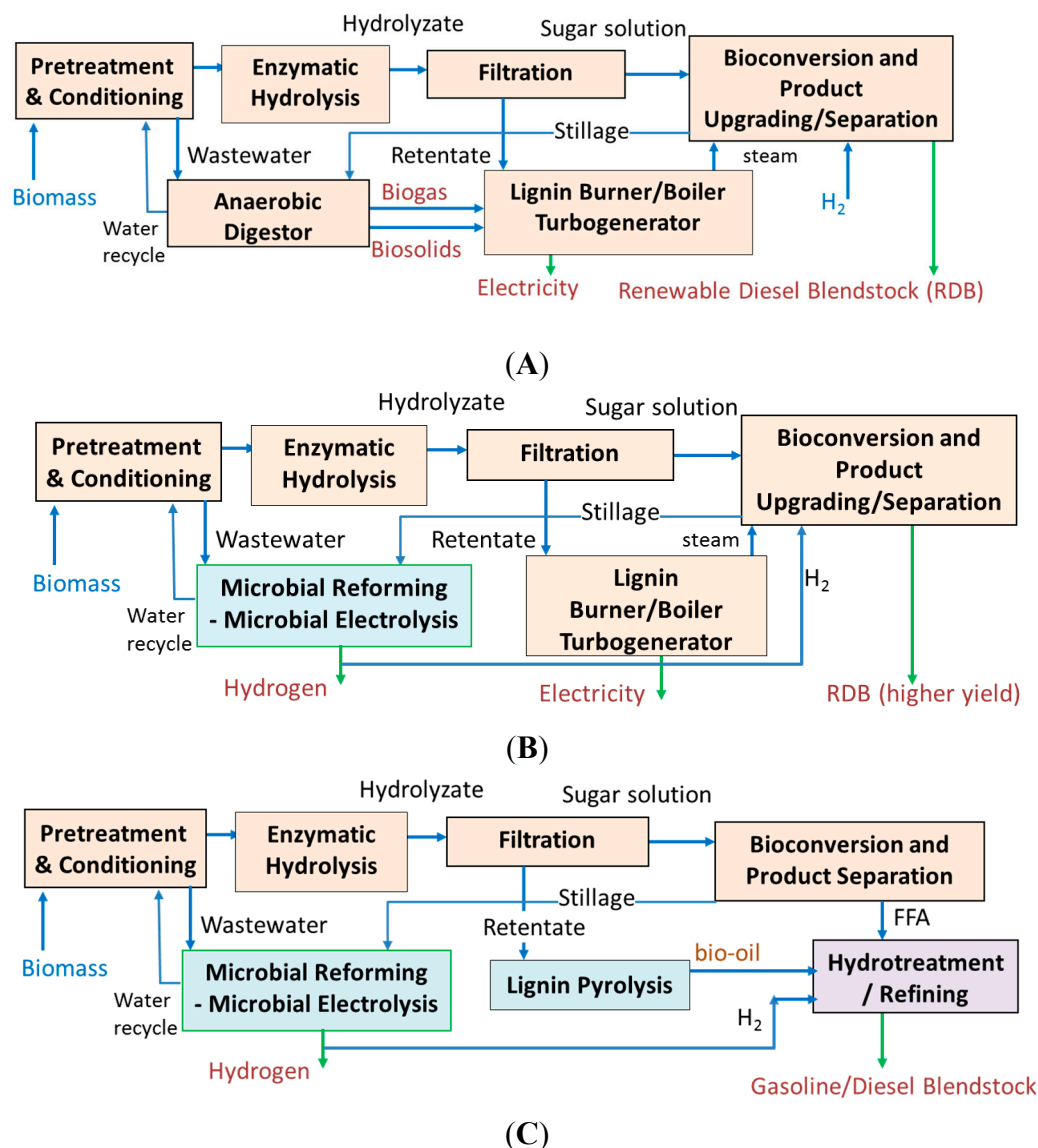 Hydrolyzate
Sugar solution
Pretreatment
& Conditioning
Enzymatic
Hydrolysis
Filtration
Bioconversion and
Product
Upgrading/Separation
Stillage
Wastewater
Retentate
steam
Biomass
Anaerobic
Digestor
Biogas
Biosolids
Lignin Burner/Boiler
Turbogenerator
H2
Water
recycle
Electricity
Renewable Diesel Blendstock (RDB)
(A)
Hydrolyzate
Sugar solution
Pretreatment
& Conditioning
Enzymatic
Hydrolysis
Filtration
Bioconversion and
Product
Upgrading/Separation
Stillage
Wastewater
Retentate
steam
Biomass
Microbial Reforming
- Microbial Electrolysis
Lignin
Burner/Boiler
Turbogenerator
H2
Water
recycle
Hydrogen
Electricity
RDB (higher yield)
(B)
Hydrolyzate
Sugar solution
Pretreatment
& Conditioning
Enzymatic
Hydrolysis
Filtration
Bioconversion and
Product Separation
Stillage
Wastewater
Retentate
FFA
Biomass
Microbial Reforming
- Microbial Electrolysis
Lignin Pyrolysis
bio-oil
Hydrotreatment
/ Refining
H2
Water
recycle
Hydrogen
Gasoline/Diesel Blendstock
(C)